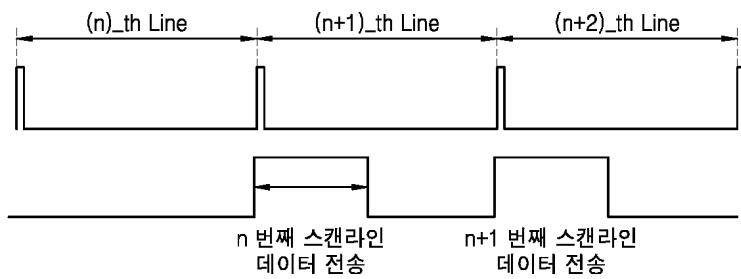 (n)_th Line
(n+1)_th Line
(n+2)_th Line
n 번째 스캔라인
데이터 전송
n+1 번째 스캔라인
데이터 전송